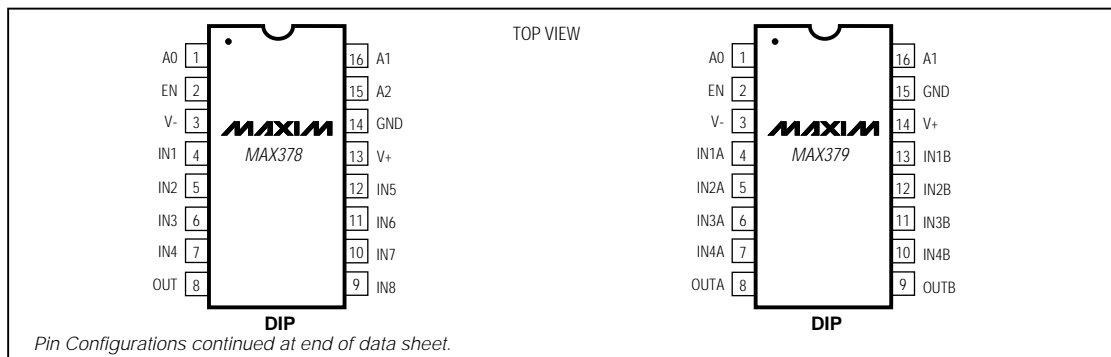 TOP VIEW
A0 1 16 A1
EN 2 15 A2
V- 3 14 GND
MAXIM
IN1 4 13 V+
MAX378
IN2 5 12 IN5
IN3 6 11 IN6
IN4 7 10 IN7
OUT 8 9 IN8
DIP
A0 1 16 A1
EN 2 15 GND
V- 3 14 V+
MAXIM
IN1A 4 13 IN1B
MAX379
IN2A 5 12 IN2B
IN3A 6 11 IN3B
IN4A 7 10 IN4B
OUTA 8 9 OUTB
DIP
Pin Configurations continued at end of data sheet.